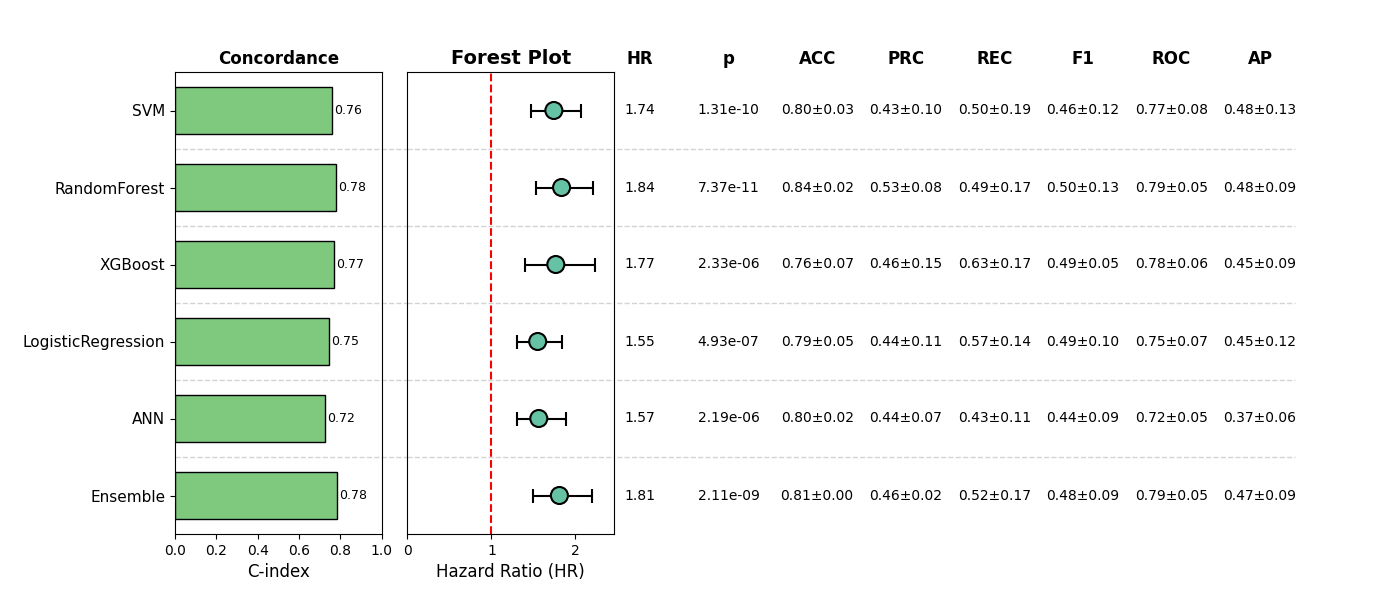 Concordance Forest Plot HR p ACC PRC REC F1 ROC AP
SVM 0.76 1.74 1.31e-10 0.80±0.03 0.43±0.10 0.50±0.19 0.46±0.12 0.77±0.08 0.48±0.13
RandomForest 0.78 1.84 7.37e-11 0.84±0.02 0.53±0.08 0.49±0.17 0.50±0.13 0.79±0.05 0.48±0.09
XGBoost 0.77 1.77 2.33e-06 0.76±0.07 0.46±0.15 0.63±0.17 0.49±0.05 0.78±0.06 0.45±0.09
LogisticRegression 0.75 1.55 4.93e-07 0.79±0.05 0.44±0.11 0.57±0.14 0.49±0.10 0.75±0.07 0.45±0.12
ANN 0.72 1.57 2.19e-06 0.80±0.02 0.44±0.07 0.43±0.11 0.44±0.09 0.72±0.05 0.37±0.06
Ensemble 0.78 1.81 2.11e-09 0.81±0.00 0.46±0.02 0.52±0.17 0.48±0.09 0.79±0.05 0.47±0.09
0.0 0.2 0.4 0.6 0.8 1.0 0 1 2
C-index Hazard Ratio (HR)